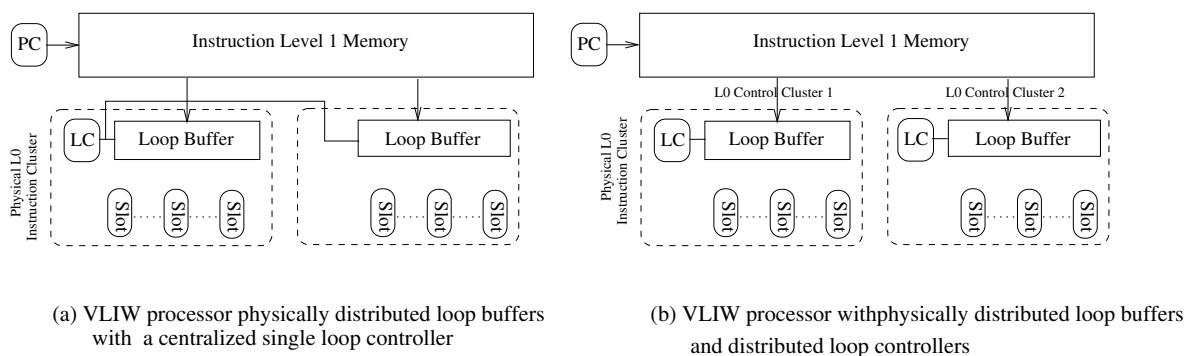 PC
Instruction Level 1 Memory
LC
Loop Buffer
Loop Buffer
Physical L0
Instruction Cluster
Slot
Slot
Slot
Slot
Slot
Slot
(a) VLIW processor physically distributed loop buffers
with a centralized single loop controller
PC
Instruction Level 1 Memory
L0 Control Cluster 1
L0 Control Cluster 2
LC
Loop Buffer
LC
Loop Buffer
Physical L0
Instruction Cluster
Slot
Slot
Slot
Slot
Slot
Slot
(b) VLIW processor withphysically distributed loop buffers
and distributed loop controllers